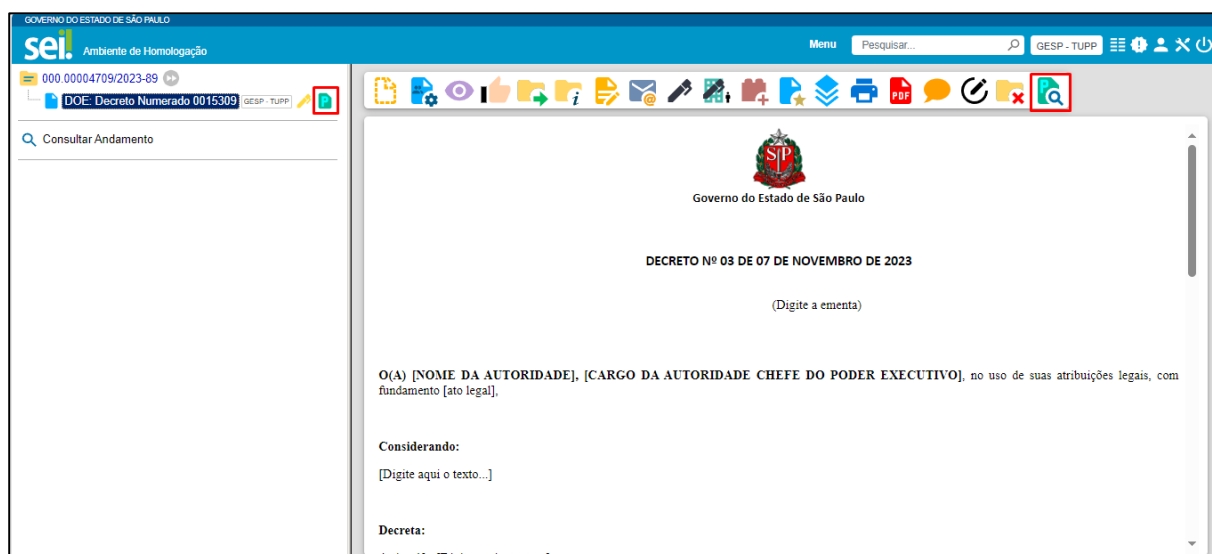 GOVERNO DO ESTADO DE SÃO PAULO
sei!
Ambiente de Homologação
Menu
Pesquisar...
GESP - TUPP
000.00004709/2023-89
DOE: Decreto Numerado 0015309 GESP - TUPP
P
PDF
P
Consultar Andamento
SP
Governo do Estado de São Paulo
DECRETO Nº 03 DE 07 DE NOVEMBRO DE 2023
(Digite a ementa)
O(A) [NOME DA AUTORIDADE], [CARGO DA AUTORIDADE CHEFE DO PODER EXECUTIVO], no uso de suas atribuições legais, com
fundamento [ato legal],
Considerando:
[Digite aqui o texto...]
Decreta: